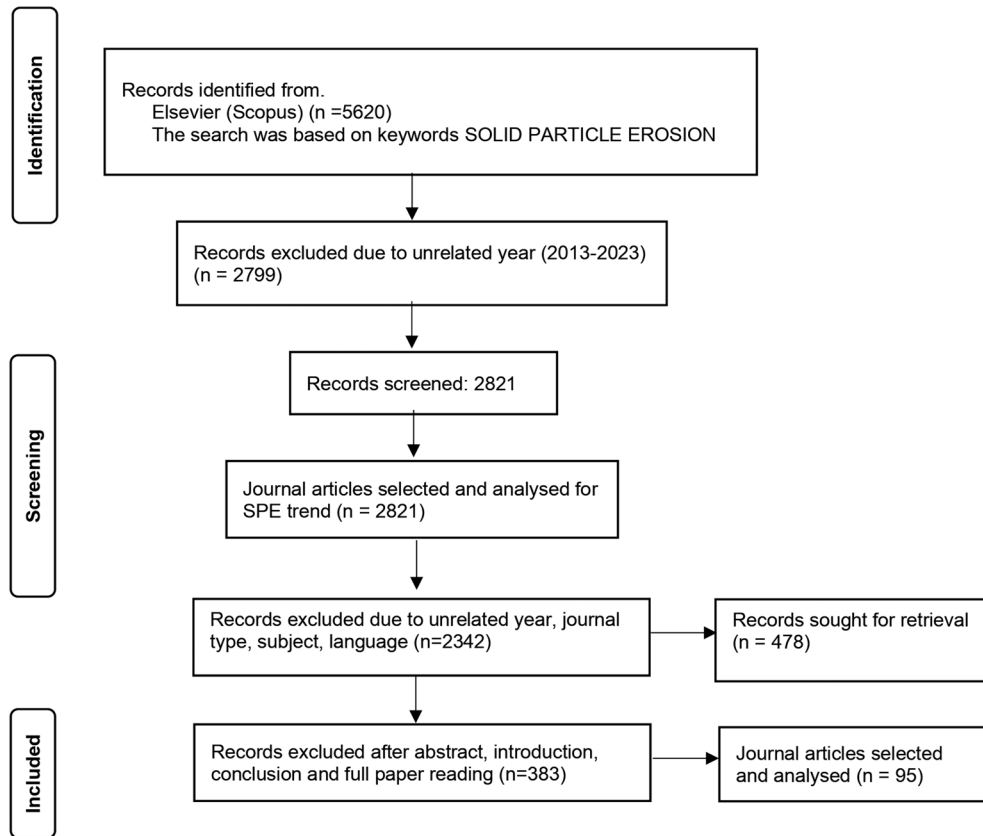 Identification
Records identified from.
Elsevier (Scopus) (n =5620)
The search was based on keywords SOLID PARTICLE EROSION
Records excluded due to unrelated year (2013-2023)
(n = 2799)
Screening
Records screened: 2821
Journal articles selected and analysed for
SPE trend (n = 2821)
Records excluded due to unrelated year, journal
type, subject, language (n=2342)
Records sought for retrieval
(n = 478)
Included
Records excluded after abstract, introduction,
conclusion and full paper reading (n=383)
Journal articles selected
and analysed (n = 95)